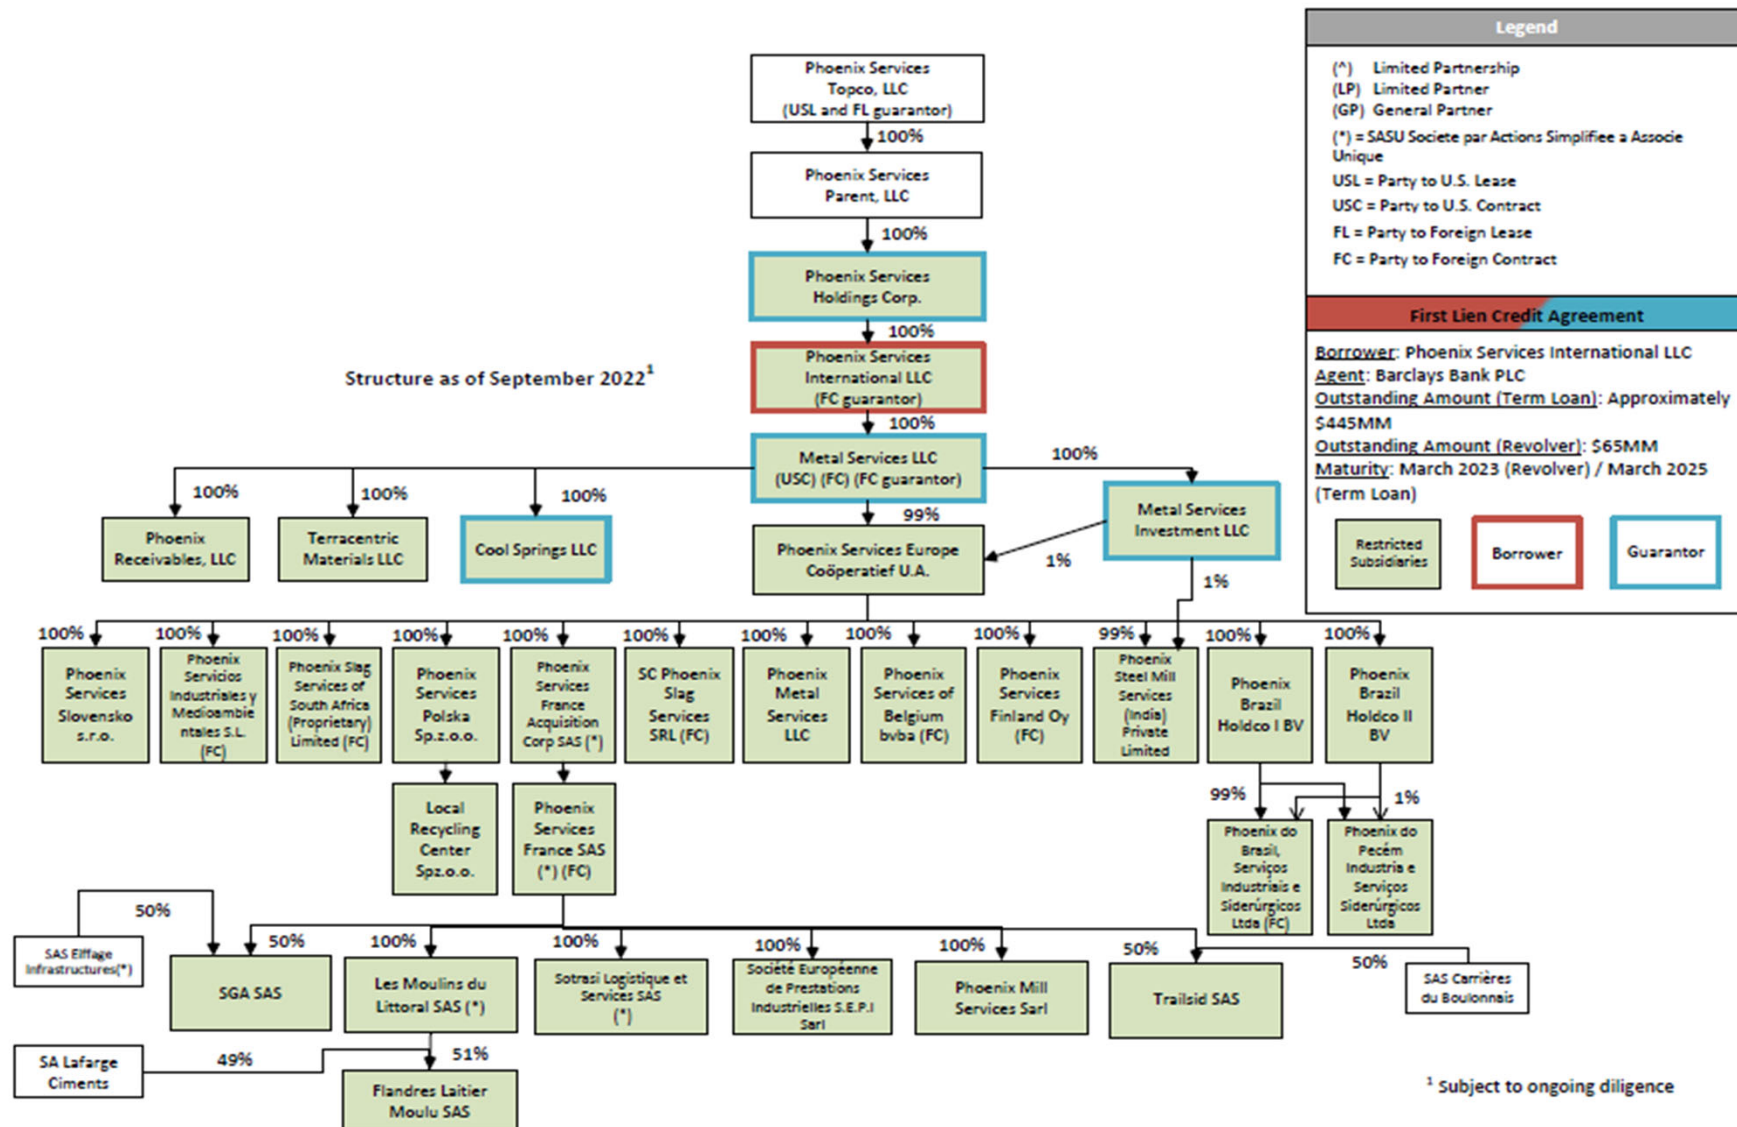 Legend
(^) Limited Partnership
(LP) Limited Partner
(GP) General Partner
(*) = SASU Societe par Actions Simplifiee a Associe
Unique
USL = Party to U.S. Lease
USC = Party to U.S. Contract
FL = Party to Foreign Lease
FC = Party to Foreign Contract
First Lien Credit Agreement
Borrower: Phoenix Services International LLC
Agent: Barclays Bank PLC
Outstanding Amount (Term Loan): Approximately
$445MM
Outstanding Amount (Revolver): $65MM
Maturity: March 2023 (Revolver) / March 2025
(Term Loan)
Restricted
Subsidiaries
Borrower
Guarantor
Phoenix Services
Topco, LLC
(USL and FL guarantor)
100%
Phoenix Services
Parent, LLC
100%
Phoenix Services
Holdings Corp.
100%
Structure as of September 2022¹
Phoenix Services
International LLC
(FC guarantor)
100%
Metal Services LLC
(USC) (FC) (FC guarantor)
100%
100%
100%
100%
99%
Phoenix
Receivables, LLC
Terracentric
Materials LLC
Cool Springs LLC
Phoenix Services Europe
Coöperatief U.A.
Metal Services
Investment LLC
1%
1%
100%
100%
100%
100%
100%
100%
100%
100%
100%
99%
100%
100%
Phoenix
Services
Slovensko
s.r.o.
Phoenix
Servicios
Industriales y
Medioambie
ntales S.L.
(FC)
Phoenix Slag
Services of
South Africa
(Proprietary)
Limited (FC)
Phoenix
Services
Polska
Sp.z.o.o.
Phoenix
Services
France
Acquisition
Corp SAS (*)
SC Phoenix
Slag
Services
SRL (FC)
Phoenix
Metal
Services
LLC
Phoenix
Services of
Belgium
bvba (FC)
Phoenix
Services
Finland Oy
(FC)
Phoenix
Steel Mill
Services
(India)
Private
Limited
Phoenix
Brazil
Holdco I BV
Phoenix
Brazil
Holdco II
BV
Local
Recycling
Center
Spz.o.o.
Phoenix
Services
France SAS
(*) (FC)
99%
1%
Phoenix do
Brasil,
Serviços
Industriais e
Siderúrgicos
Ltda (FC)
Phoenix do
Pecém
Industria e
Serviços
Siderúrgicos
Ltda
50%
SAS Eiffage
Infrastructures(*)
50%
100%
100%
100%
100%
50%
50%
SGA SAS
Les Moulins du
Littoral SAS (*)
Sotrasi Logistique et
Services SAS
(*)
Société Européenne
de Prestations
Industrielles S.E.P.I
Sarl
Phoenix Mill
Services Sarl
Trailsid SAS
SAS Carrières
du Boulonnais
SA Lafarge
Ciments
49%
51%
Flandres Laitier
Moulu SAS
¹ Subject to ongoing diligence